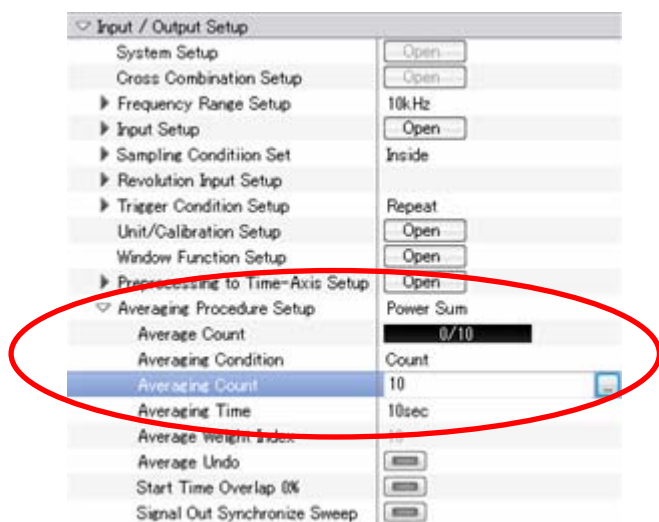 Input / Output Setup
System Setup Open
Cross Combination Setup Open
Frequency Range Setup 10kHz
Input Setup Open
Sampling Conditiion Set Inside
Revolution Input Setup
Trigger Condition Setup Repeat
Unit/Calibration Setup Open
Window Function Setup Open
Preprocessing to Time-Axis Setup Open
Averaging Procedure Setup Power Sum
Average Count 0/10
Averaging Condition Count
Averaging Count 10 ...
Averaging Time 10sec
Average Weight Index 10
Average Undo
Start Time Overlap 0%
Signal Out Synchronize Sweep